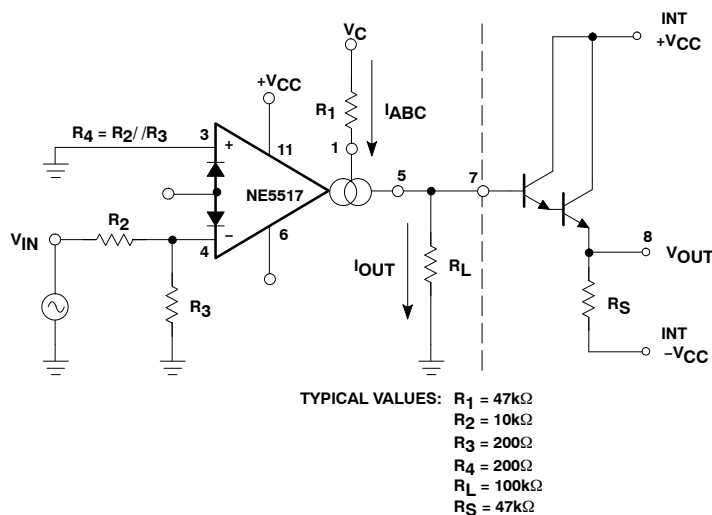 INT
+VCC
VC
+VCC
R1
IABC
R4 = R2//R3
3
+
11
1
NE5517
5
7
VIN
R2
−
4
6
R3
IOUT
RL
8
VOUT
RS
INT
−VCC
TYPICAL VALUES: R1 = 47kΩ
R2 = 10kΩ
R3 = 200Ω
R4 = 200Ω
RL = 100kΩ
RS = 47kΩ